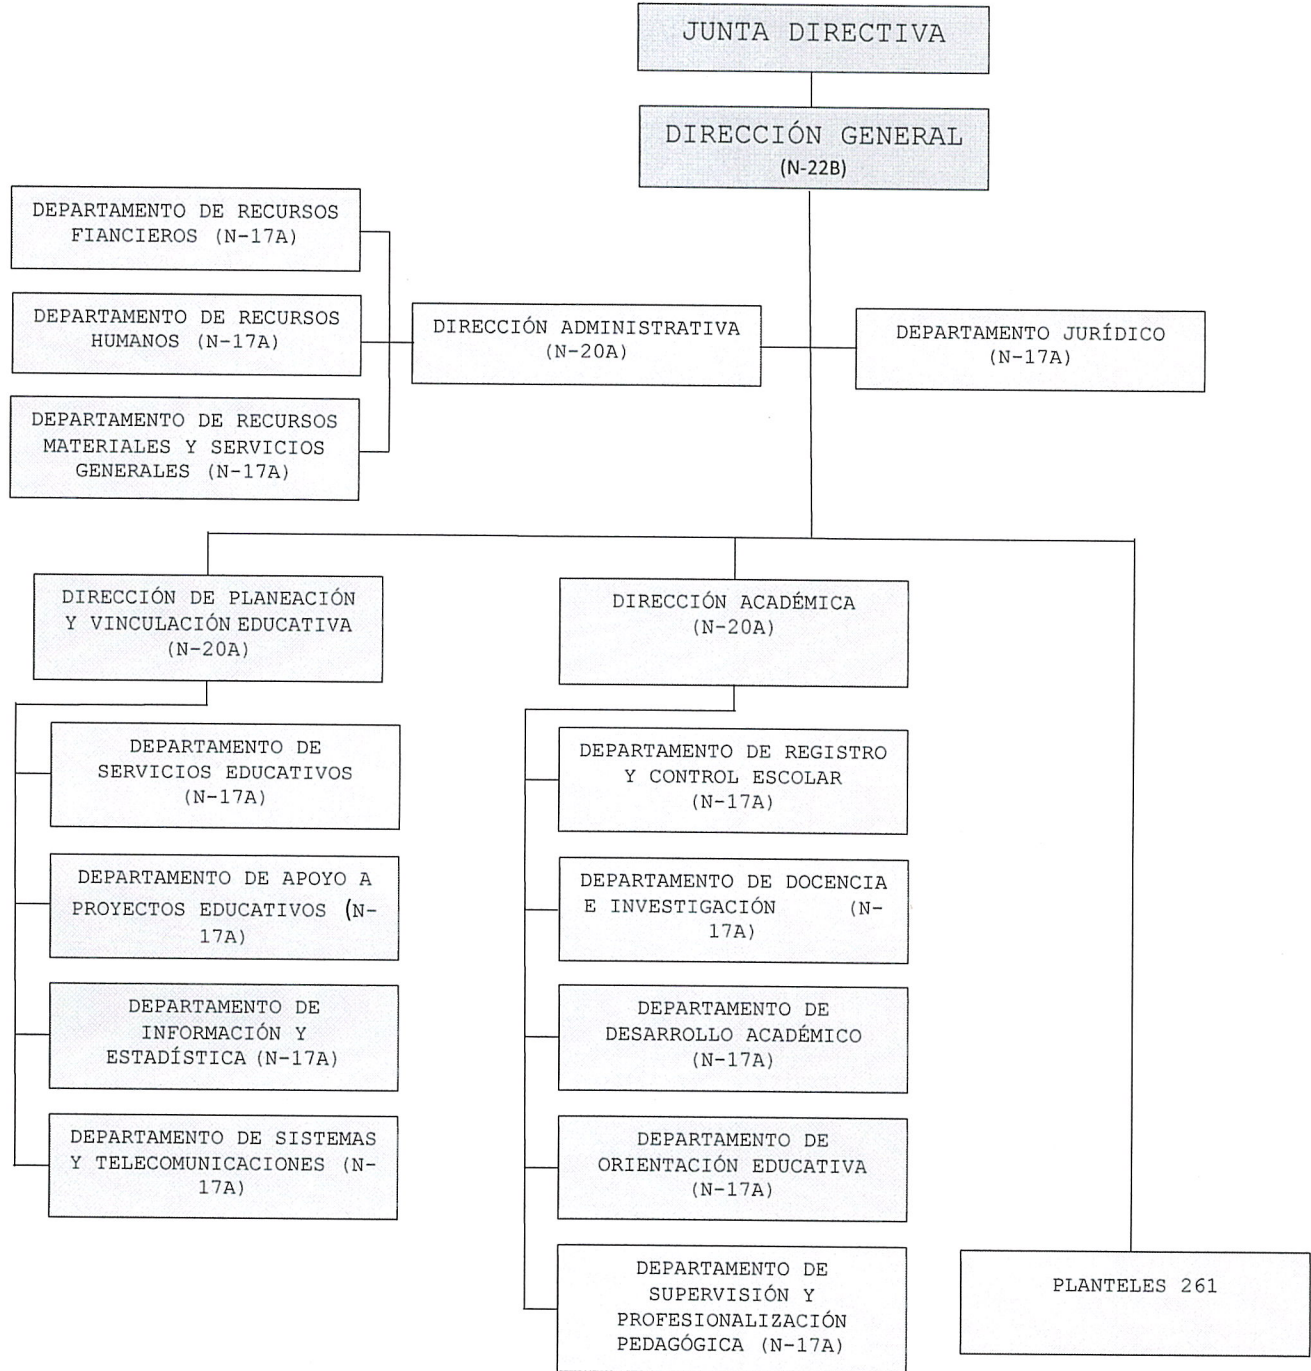 JUNTA DIRECTIVA
DIRECCIÓN GENERAL
(N-22B)
DEPARTAMENTO DE RECURSOS
FIANCIEROS (N-17A)
DEPARTAMENTO DE RECURSOS
HUMANOS (N-17A)
DEPARTAMENTO DE RECURSOS
MATERIALES Y SERVICIOS
GENERALES (N-17A)
DIRECCIÓN ADMINISTRATIVA
(N-20A)
DEPARTAMENTO JURÍDICO
(N-17A)
DIRECCIÓN DE PLANEACIÓN
Y VINCULACIÓN EDUCATIVA
(N-20A)
DEPARTAMENTO DE
SERVICIOS EDUCATIVOS
(N-17A)
DEPARTAMENTO DE APOYO A
PROYECTOS EDUCATIVOS (N-
17A)
DEPARTAMENTO DE
INFORMACIÓN Y
ESTADÍSTICA (N-17A)
DEPARTAMENTO DE SISTEMAS
Y TELECOMUNICACIONES (N-
17A)
DIRECCIÓN ACADÉMICA
(N-20A)
DEPARTAMENTO DE REGISTRO
Y CONTROL ESCOLAR
(N-17A)
DEPARTAMENTO DE DOCENCIA
E INVESTIGACIÓN (N-
17A)
DEPARTAMENTO DE
DESARROLLO ACADÉMICO
(N-17A)
DEPARTAMENTO DE
ORIENTACIÓN EDUCATIVA
(N-17A)
DEPARTAMENTO DE
SUPERVISIÓN Y
PROFESIONALIZACIÓN
PEDAGÓGICA (N-17A)
PLANTELES 261